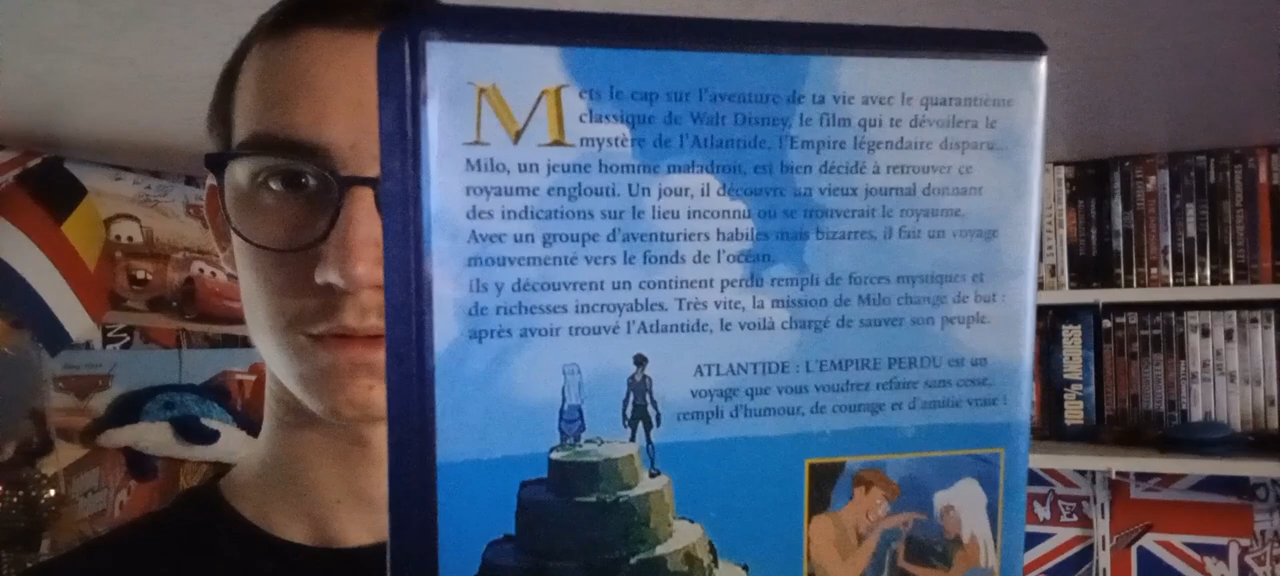 Mets le cap sur l'aventure de ta vie avec le quarantième
classique de Walt Disney, le film qui te dévoilera le
mystère de l'Atlantide, l'Empire légendaire disparu...
Milo, un jeune homme maladroit, est bien décidé à retrouver ce
royaume englouti. Un jour, il découvre un vieux journal donnant
des indications sur le lieu inconnu où se trouverait le royaume.
Avec un groupe d'aventuriers habiles mais bizarres, il fait un voyage
mouvementé vers le fonds de l'océan.
Ils y découvrent un continent perdu rempli de forces mystiques et
de richesses incroyables. Très vite, la mission de Milo change de but :
après avoir trouvé l'Atlantide, le voilà chargé de sauver son peuple.
ATLANTIDE : L'EMPIRE PERDU est un
voyage que vous voudrez refaire sans cesse,
rempli d'humour, de courage et d'amitié vraie !
100% ANGOISSE
SKYFALL